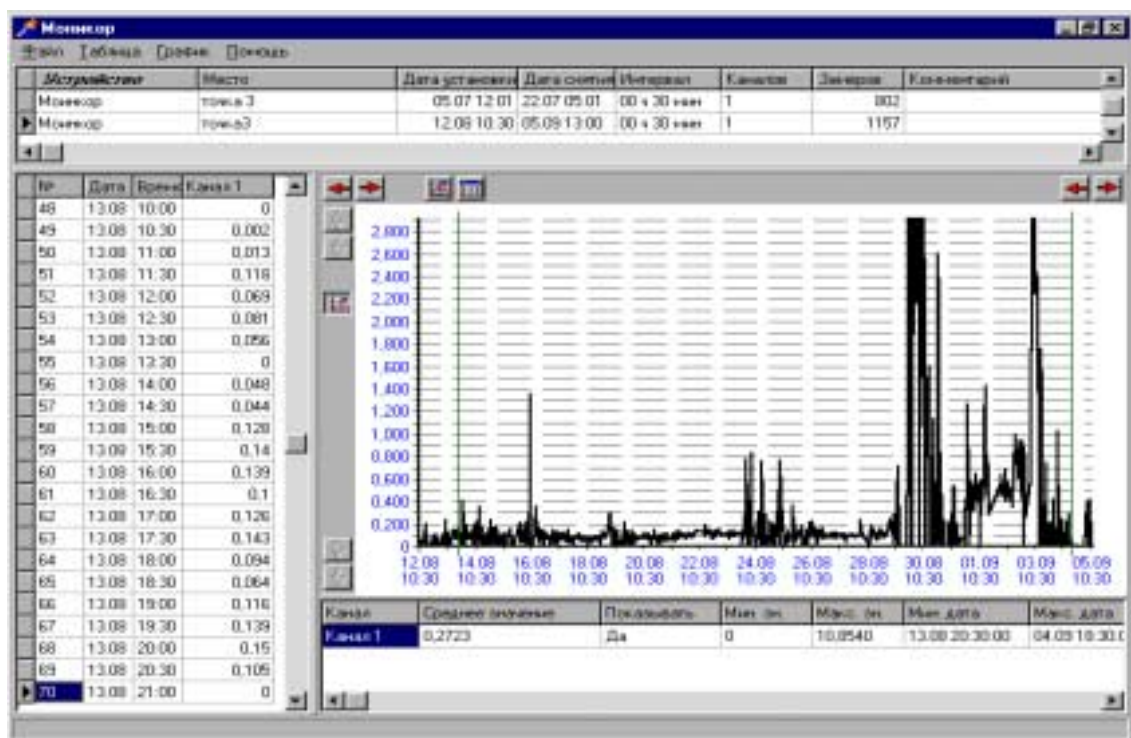 Моникор
Файл Таблица График Помощь
Устройство Место Дата установки Дата снятия Интервал Каналов Замеров Комментарий
Моникор точка 3 05.07 12:01 22.07 05:01 00 ч 30 мин 1 802
Моникор точка3 12.08 10:30 05.09 13:00 00 ч 30 мин 1 1157
№ Дата Время Канал 1
48 13.08 10:00 0
49 13.08 10:30 0,002
50 13.08 11:00 0,013
51 13.08 11:30 0,118
52 13.08 12:00 0,069
53 13.08 12:30 0,081
54 13.08 13:00 0,056
55 13.08 13:30 0
56 13.08 14:00 0,048
57 13.08 14:30 0,044
58 13.08 15:00 0,128
59 13.08 15:30 0,14
60 13.08 16:00 0,139
61 13.08 16:30 0,1
62 13.08 17:00 0,126
63 13.08 17:30 0,143
64 13.08 18:00 0,094
65 13.08 18:30 0,064
66 13.08 19:00 0,116
67 13.08 19:30 0,139
68 13.08 20:00 0,15
69 13.08 20:30 0,105
70 13.08 21:00 0
2,800
2,600
2,400
2,200
2,000
1,800
1,600
1,400
1,200
1,000
0,800
0,600
0,400
0,200
0
12.08 14.08 16.08 18.08 20.08 22.08 24.08 26.08 28.08 30.08 01.09 03.09 05.09
10:30 10:30 10:30 10:30 10:30 10:30 10:30 10:30 10:30 10:30 10:30 10:30 10:30
Канал Среднее значение Показывать Мин. зн. Макс. зн. Мин. дата Макс. дата
Канал 1 0,2723 Да 0 10,8540 13.08 20:30:00